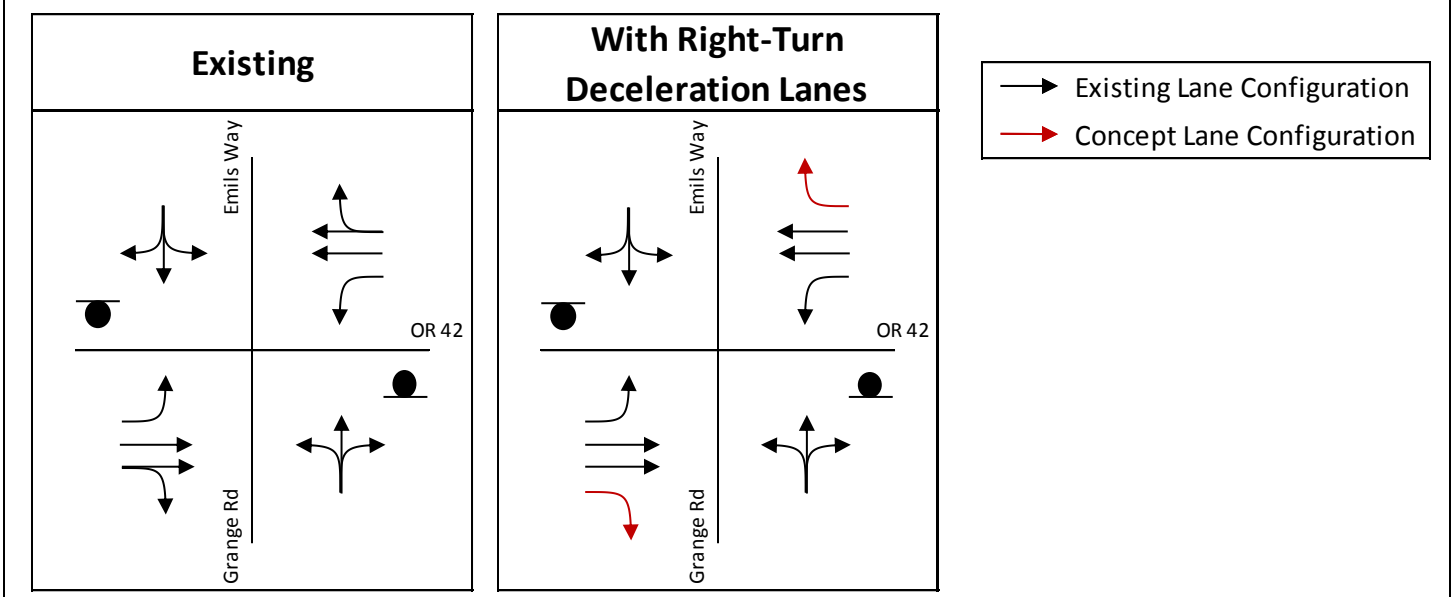 Existing
With Right-Turn
Deceleration Lanes
Existing Lane Configuration
Concept Lane Configuration
Emils Way
OR 42
Grange Rd
Emils Way
OR 42
Grange Rd